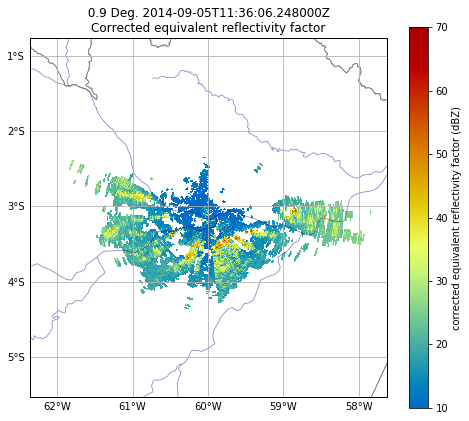 0.9 Deg. 2014-09-05T11:36:06.248000Z
Corrected equivalent reflectivity factor
1°S
2°S
3°S
4°S
5°S
62°W
61°W
60°W
59°W
58°W
70
60
50
40
30
20
10
corrected equivalent reflectivity factor (dBZ)